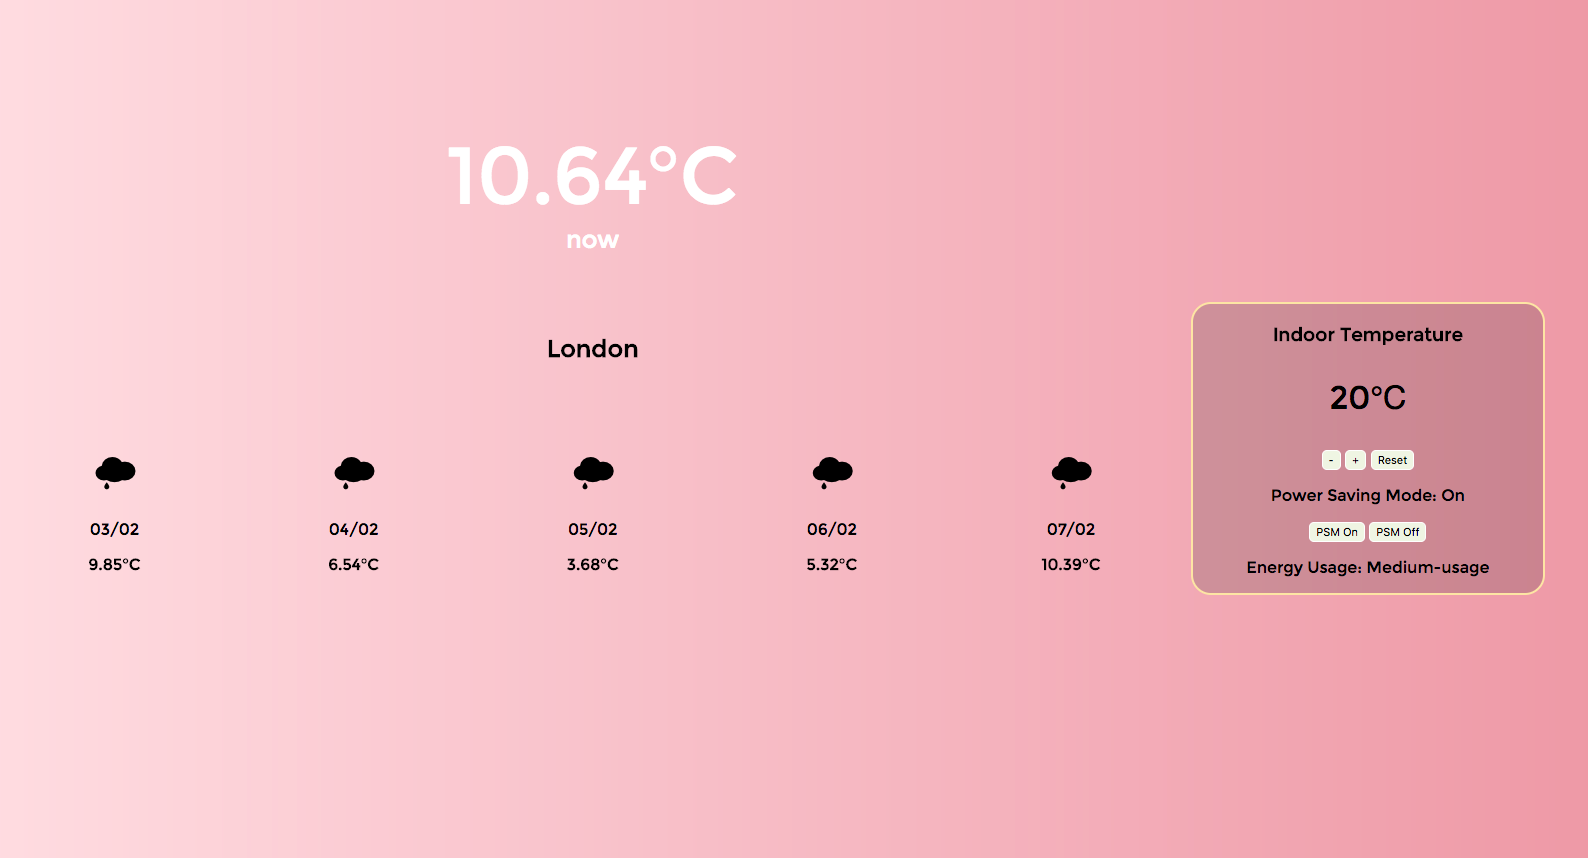 10.64°C
now
London
03/02
9.85°C
04/02
6.54°C
05/02
3.68°C
06/02
5.32°C
07/02
10.39°C
Indoor Temperature
20°C
- + Reset
Power Saving Mode: On
PSM On PSM Off
Energy Usage: Medium-usage